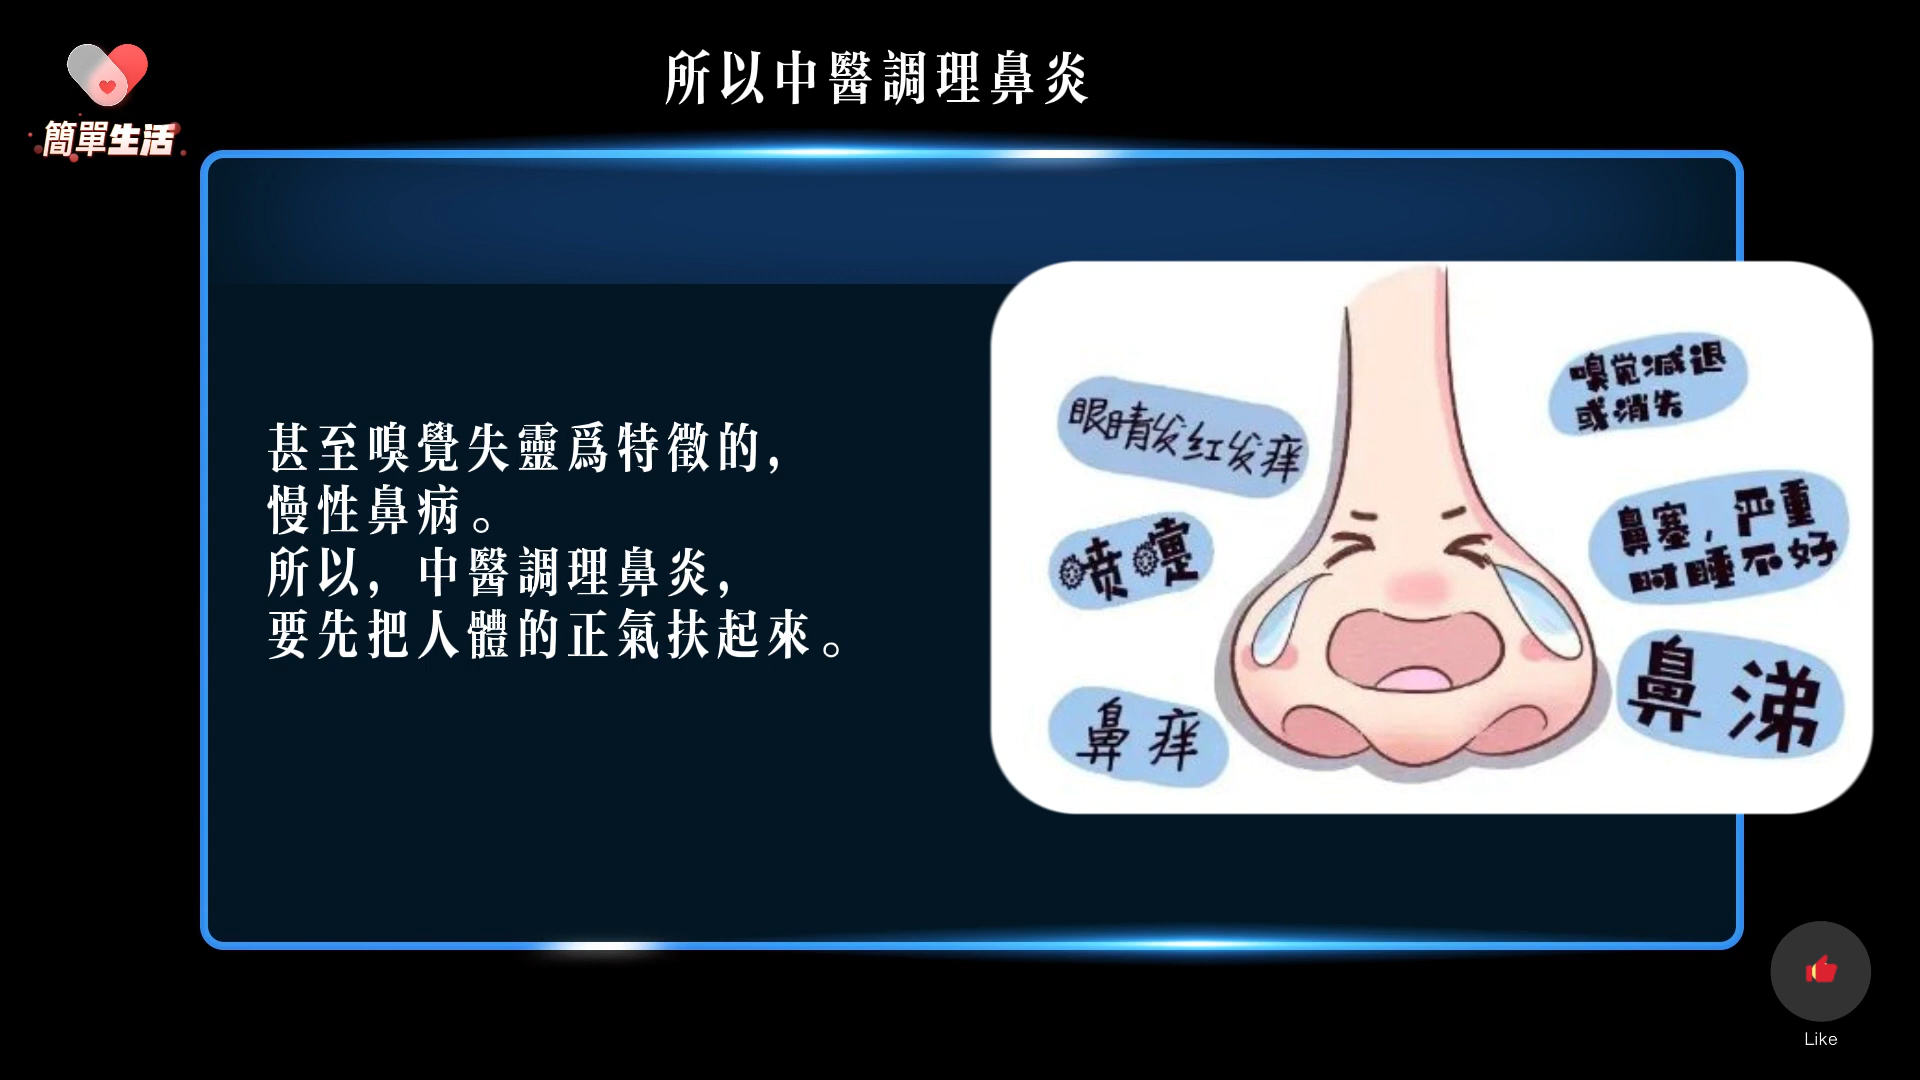 所以中醫調理鼻炎
簡單生活
甚至嗅覺失靈爲特徵的，
慢性鼻病。
所以，中醫調理鼻炎，
要先把人體的正氣扶起來。
眼睛发红发痒
喷嚏
鼻痒
嗅觉减退
或消失
鼻塞，严重
时睡不好
鼻涕
Like